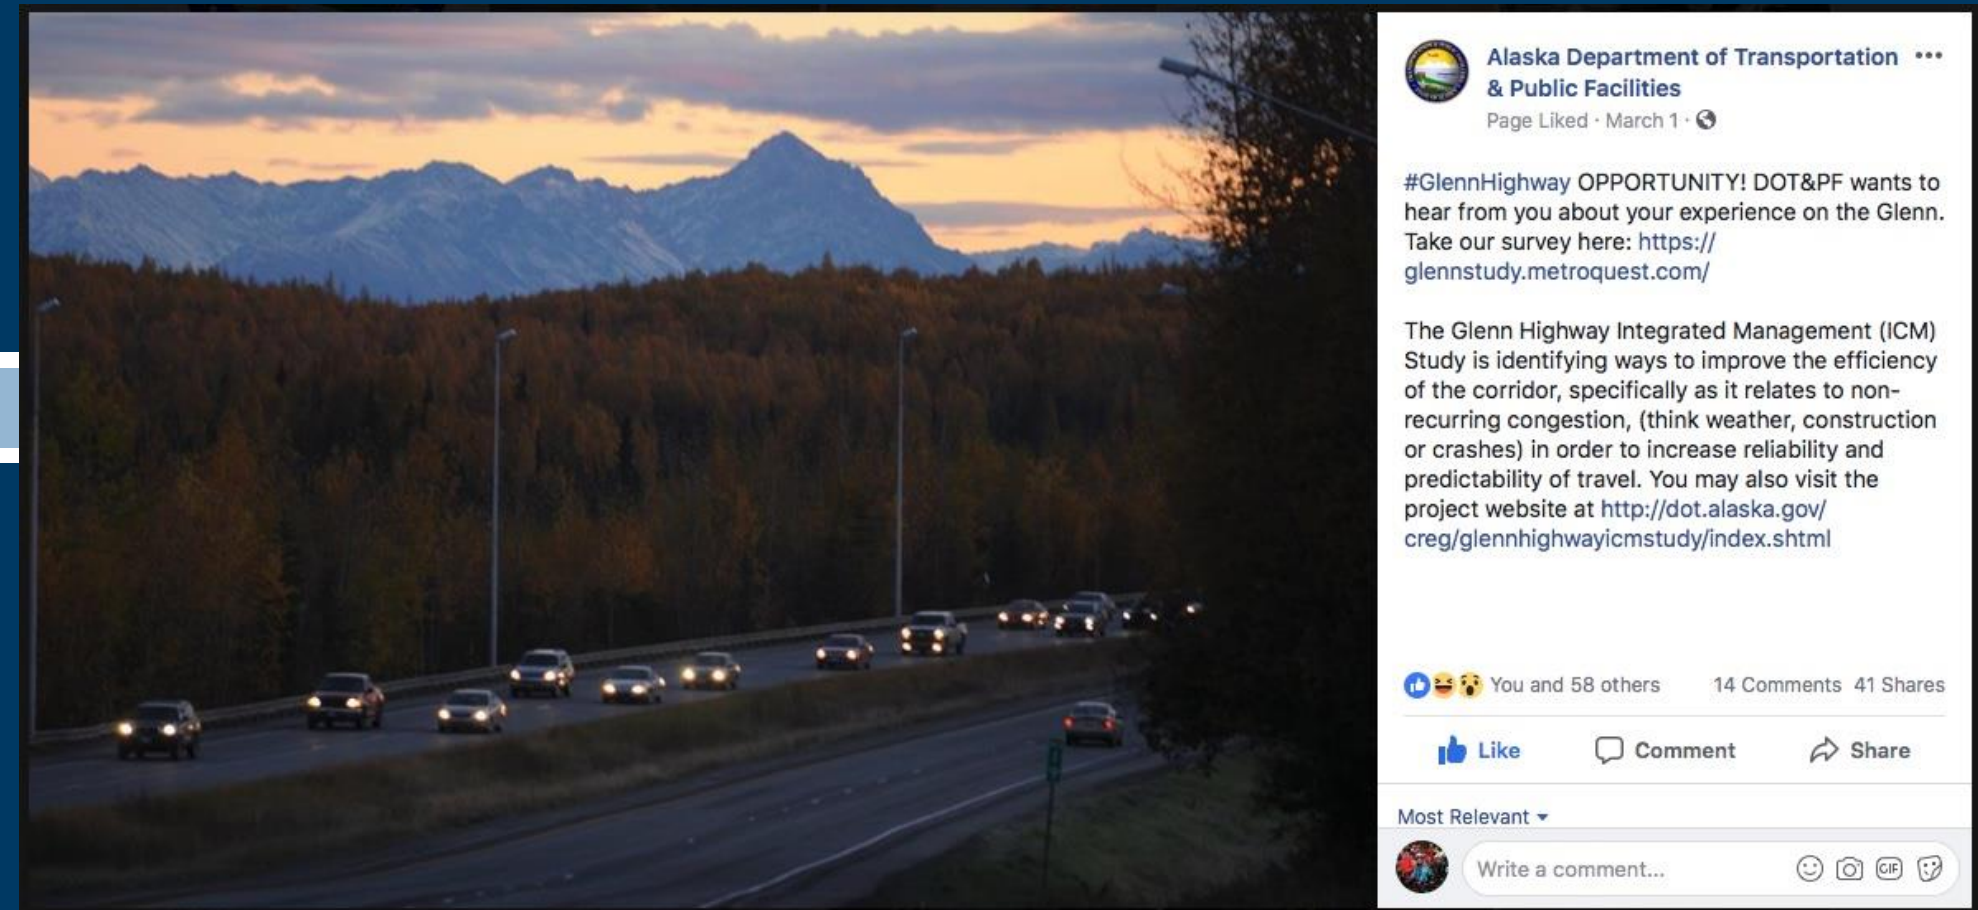 Alaska Department of Transportation
& Public Facilities
Page Liked · March 1 ·
#GlennHighway OPPORTUNITY! DOT&PF wants to
hear from you about your experience on the Glenn.
Take our survey here: https://
glennstudy.metroquest.com/
The Glenn Highway Integrated Management (ICM)
Study is identifying ways to improve the efficiency
of the corridor, specifically as it relates to non-
recurring congestion, (think weather, construction
or crashes) in order to increase reliability and
predictability of travel. You may also visit the
project website at http://dot.alaska.gov/
creg/glennhighwayicmstudy/index.shtml
You and 58 others 14 Comments 41 Shares
Like Comment Share
Most Relevant
Write a comment... GIF